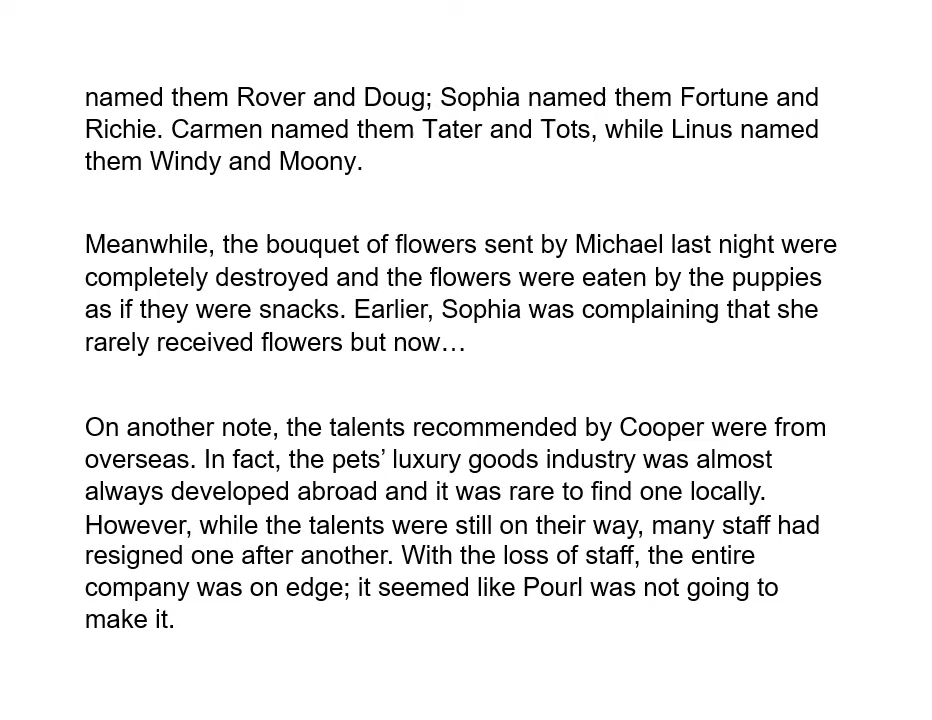 named them Rover and Doug; Sophia named them Fortune and
Richie. Carmen named them Tater and Tots, while Linus named
them Windy and Moony.
Meanwhile, the bouquet of flowers sent by Michael last night were
completely destroyed and the flowers were eaten by the puppies
as if they were snacks. Earlier, Sophia was complaining that she
rarely received flowers but now…
On another note, the talents recommended by Cooper were from
overseas. In fact, the pets’ luxury goods industry was almost
always developed abroad and it was rare to find one locally.
However, while the talents were still on their way, many staff had
resigned one after another. With the loss of staff, the entire
company was on edge; it seemed like Pourl was not going to
make it.